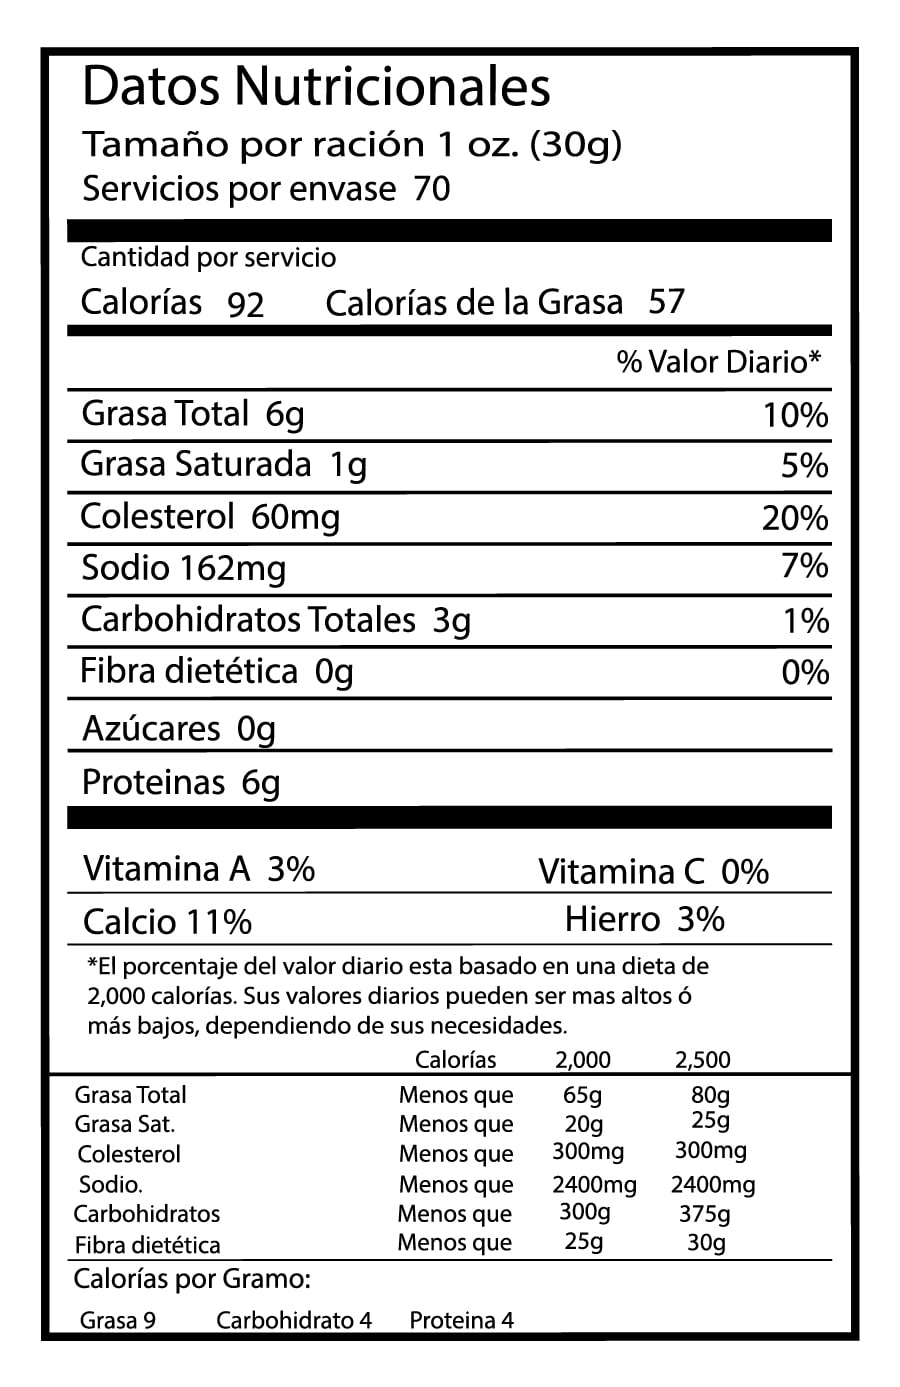 Datos Nutricionales
Tamaño por ración 1 oz. (30g)
Servicios por envase 70
Cantidad por servicio
Calorías 92 Calorías de la Grasa 57
% Valor Diario*
Grasa Total 6g 10%
Grasa Saturada 1g 5%
Colesterol 60mg 20%
Sodio 162mg 7%
Carbohidratos Totales 3g 1%
Fibra dietética 0g 0%
Azúcares 0g
Proteinas 6g
Vitamina A 3% Vitamina C 0%
Calcio 11% Hierro 3%
*El porcentaje del valor diario esta basado en una dieta de
2,000 calorías. Sus valores diarios pueden ser mas altos ó
más bajos, dependiendo de sus necesidades.
Calorías 2,000 2,500
Grasa Total Menos que 65g 80g
Grasa Sat. Menos que 20g 25g
Colesterol Menos que 300mg 300mg
Sodio. Menos que 2400mg 2400mg
Carbohidratos Menos que 300g 375g
Fibra dietética Menos que 25g 30g
Calorías por Gramo:
Grasa 9 Carbohidrato 4 Proteina 4